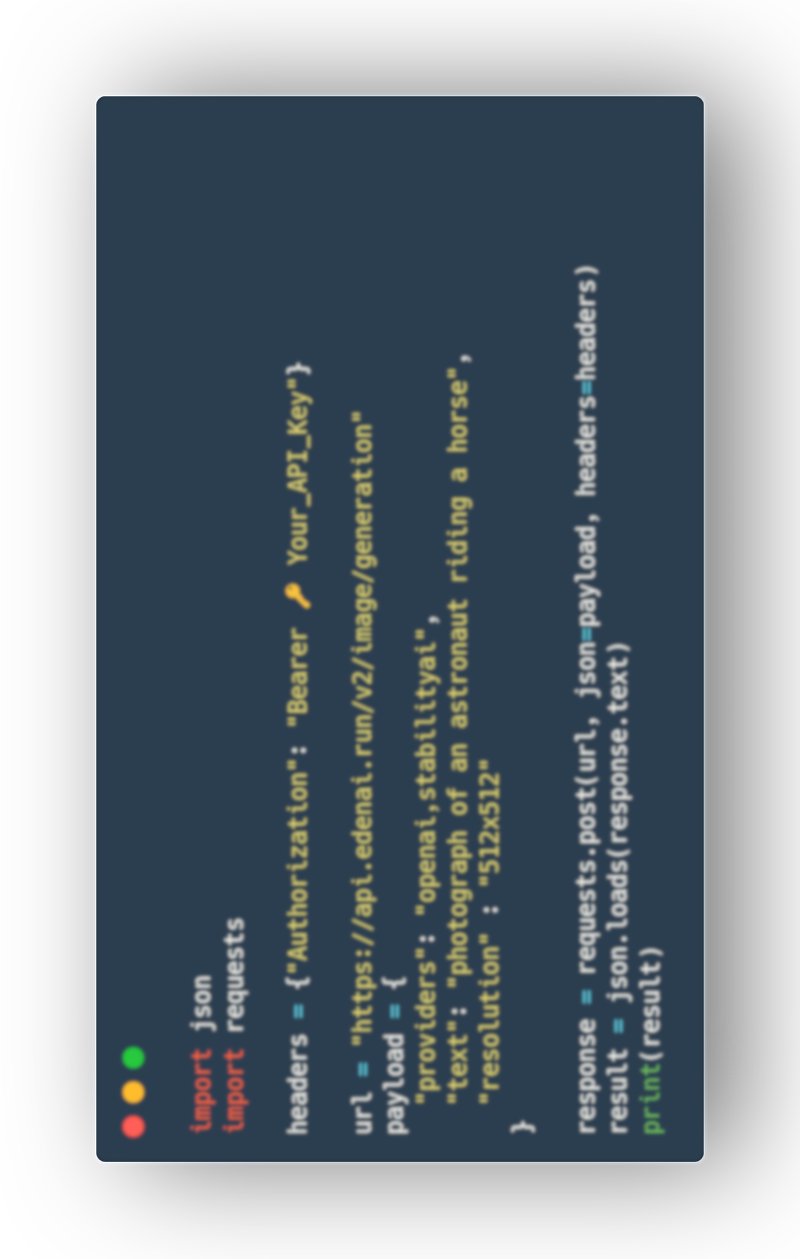 import json
import requests
headers = {"Authorization": "Bearer 🔑 Your_API_Key"}
url = "https://api.edenai.run/v2/image/generation"
payload = {
"providers": "openai,stabilityai",
"text": "photograph of an astronaut riding a horse",
"resolution" : "512x512"
}
response = requests.post(url, json=payload, headers=headers)
result = json.loads(response.text)
print(result)